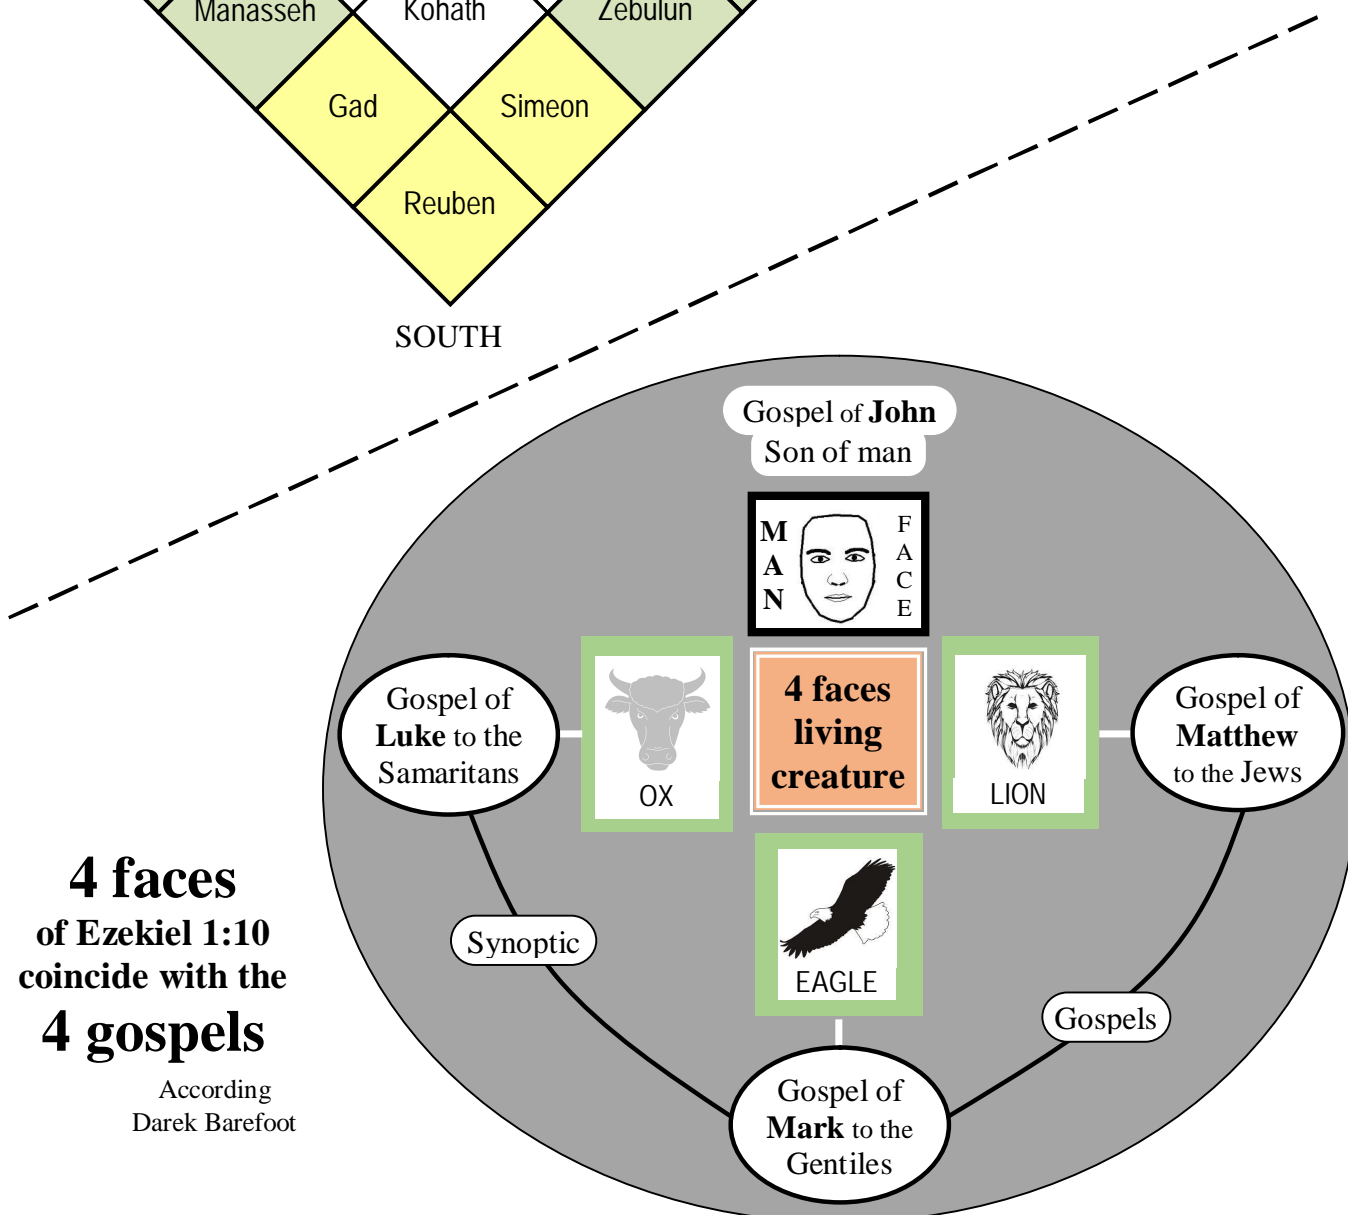 Manasseh
Kohath
Zebulun
Gad
Simeon
Reuben
SOUTH
Gospel of John
Son of man
MAN
FACE
4 faces
living
creature
OX
LION
EAGLE
Gospel of
Luke to the
Samaritans
Gospel of
Matthew
to the Jews
Synoptic
Gospels
Gospel of
Mark to the
Gentiles
4 faces
of Ezekiel 1:10
coincide with the
4 gospels
According
Darek Barefoot